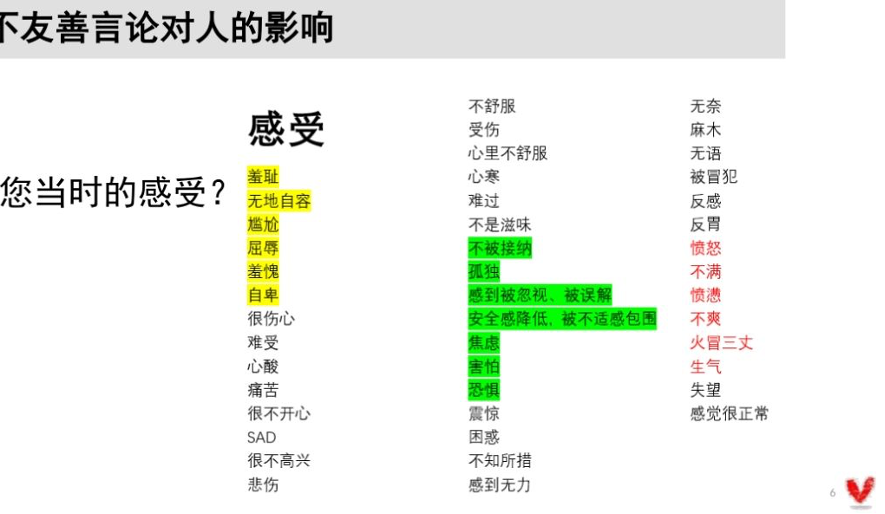 不友善言论对人的影响
您当时的感受？
感受
羞耻
无地自容
尴尬
屈辱
羞愧
自卑
很伤心
难受
心酸
痛苦
很不开心
SAD
很不高兴
悲伤
不舒服
受伤
心里不舒服
心寒
难过
不是滋味
不被接纳
孤独
感到被忽视、被误解
安全感降低，被不适感包围
焦虑
害怕
恐惧
震惊
困惑
不知所措
感到无力
无奈
麻木
无语
被冒犯
反感
反胃
愤怒
不满
愤懑
不爽
火冒三丈
生气
失望
感觉很正常
6